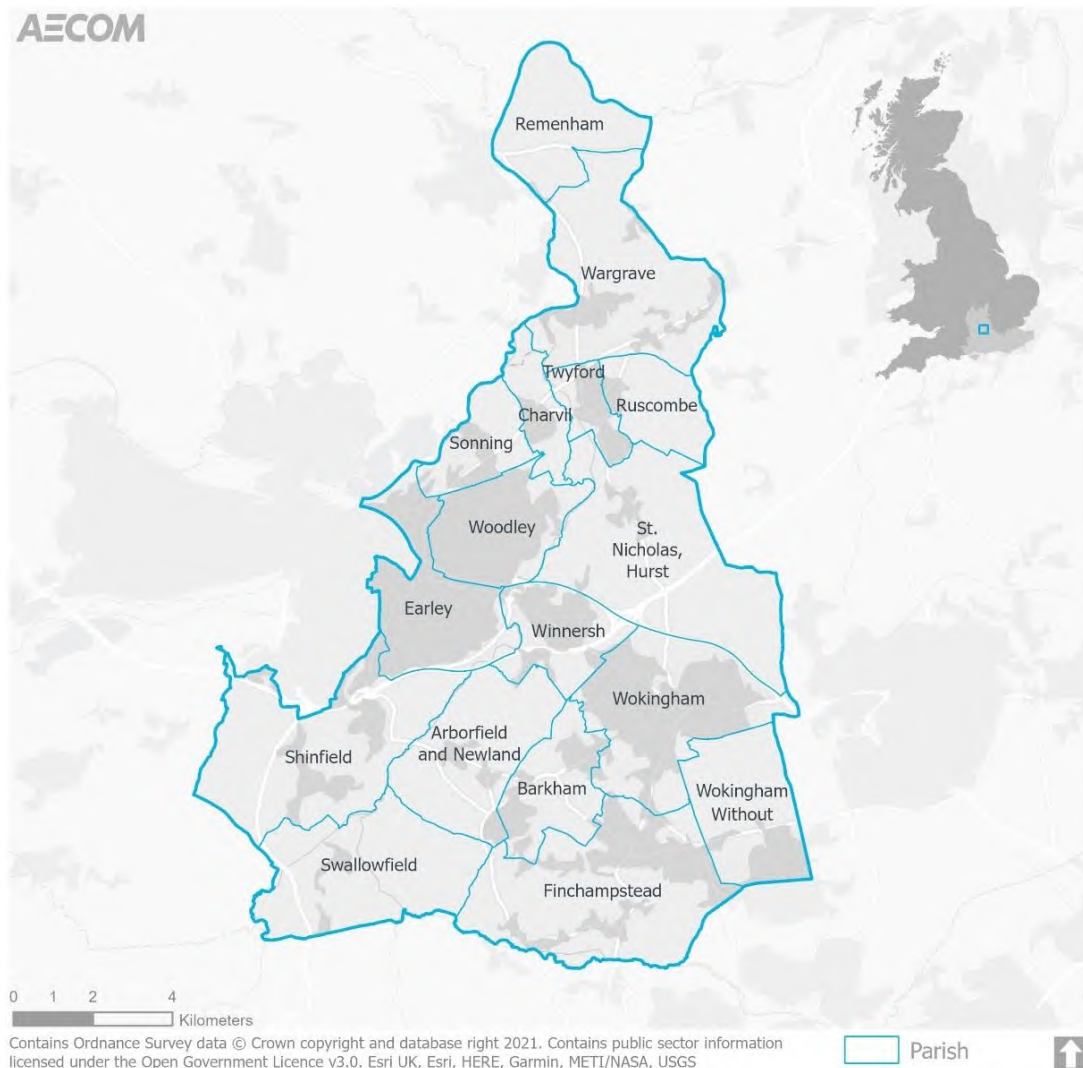 AECOM
Remenham
Wargrave
Twyford
Ruscombe
Charvil
Sonning
Woodley
St.
Nicholas,
Hurst
Earley
Winnersh
Wokingham
Arborfield
and Newland
Shinfield
Barkham
Wokingham
Without
Swallowfield
Finchampstead
0 1 2 4
Kilometers
Contains Ordnance Survey data © Crown copyright and database right 2021. Contains public sector information
licensed under the Open Government Licence v3.0. Esri UK, Esri, HERE, Garmin, METI/NASA, USGS
Parish